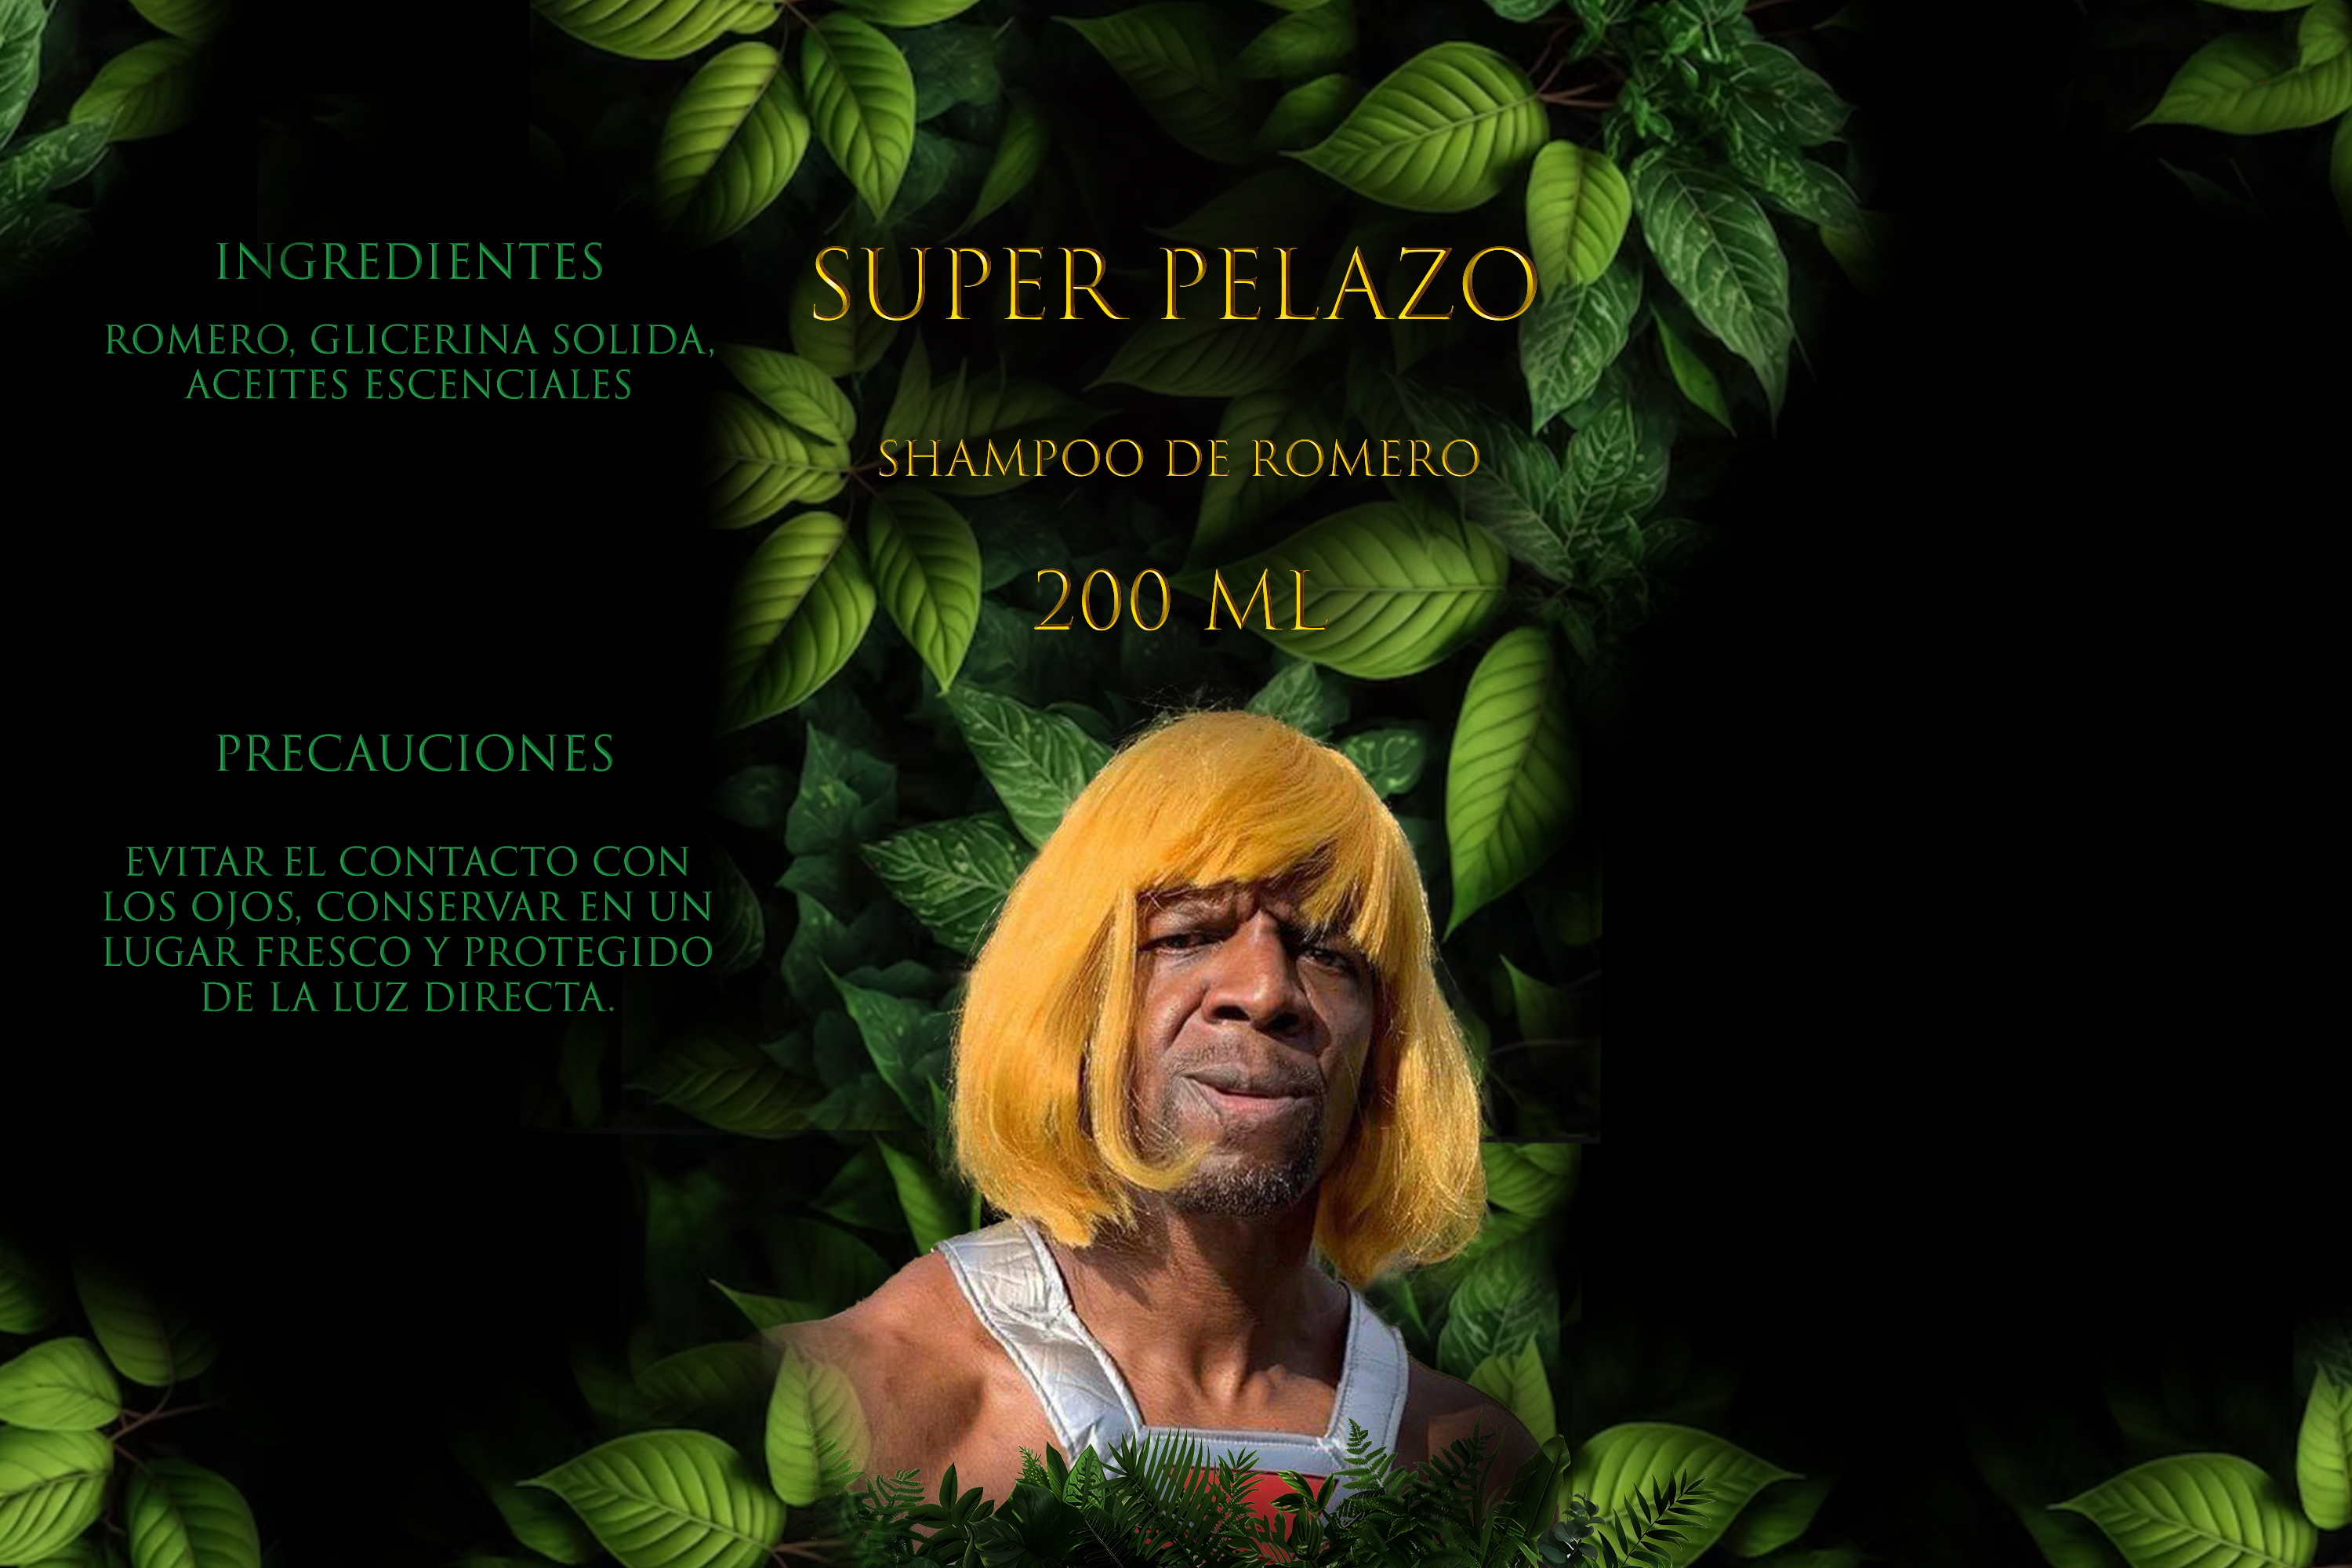 INGREDIENTES
ROMERO, GLICERINA SOLIDA,
ACEITES ESCENCIALES
PRECAUCIONES
EVITAR EL CONTACTO CON
LOS OJOS, CONSERVAR EN UN
LUGAR FRESCO Y PROTEGIDO
DE LA LUZ DIRECTA.
SUPER PELAZO
SHAMPOO DE ROMERO
200 ML